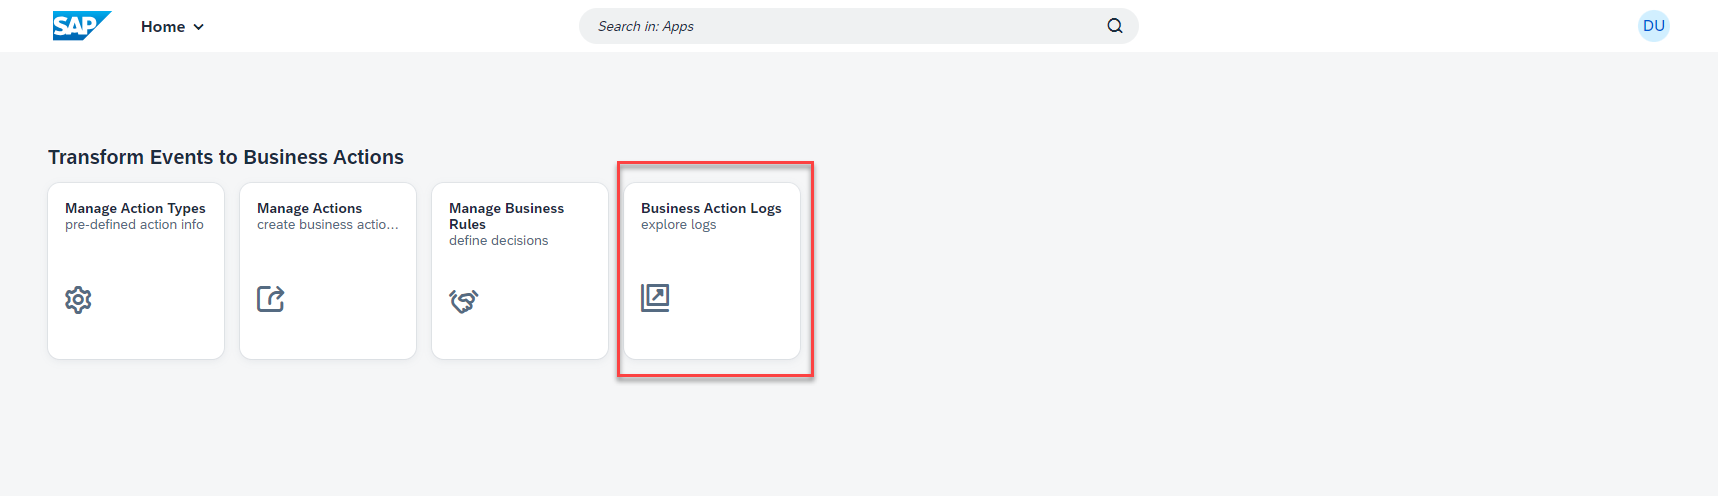 SAP
Home
Search in: Apps
DU
Transform Events to Business Actions
Manage Action Types
pre-defined action info
Manage Actions
create business actio...
Manage Business
Rules
define decisions
Business Action Logs
explore logs